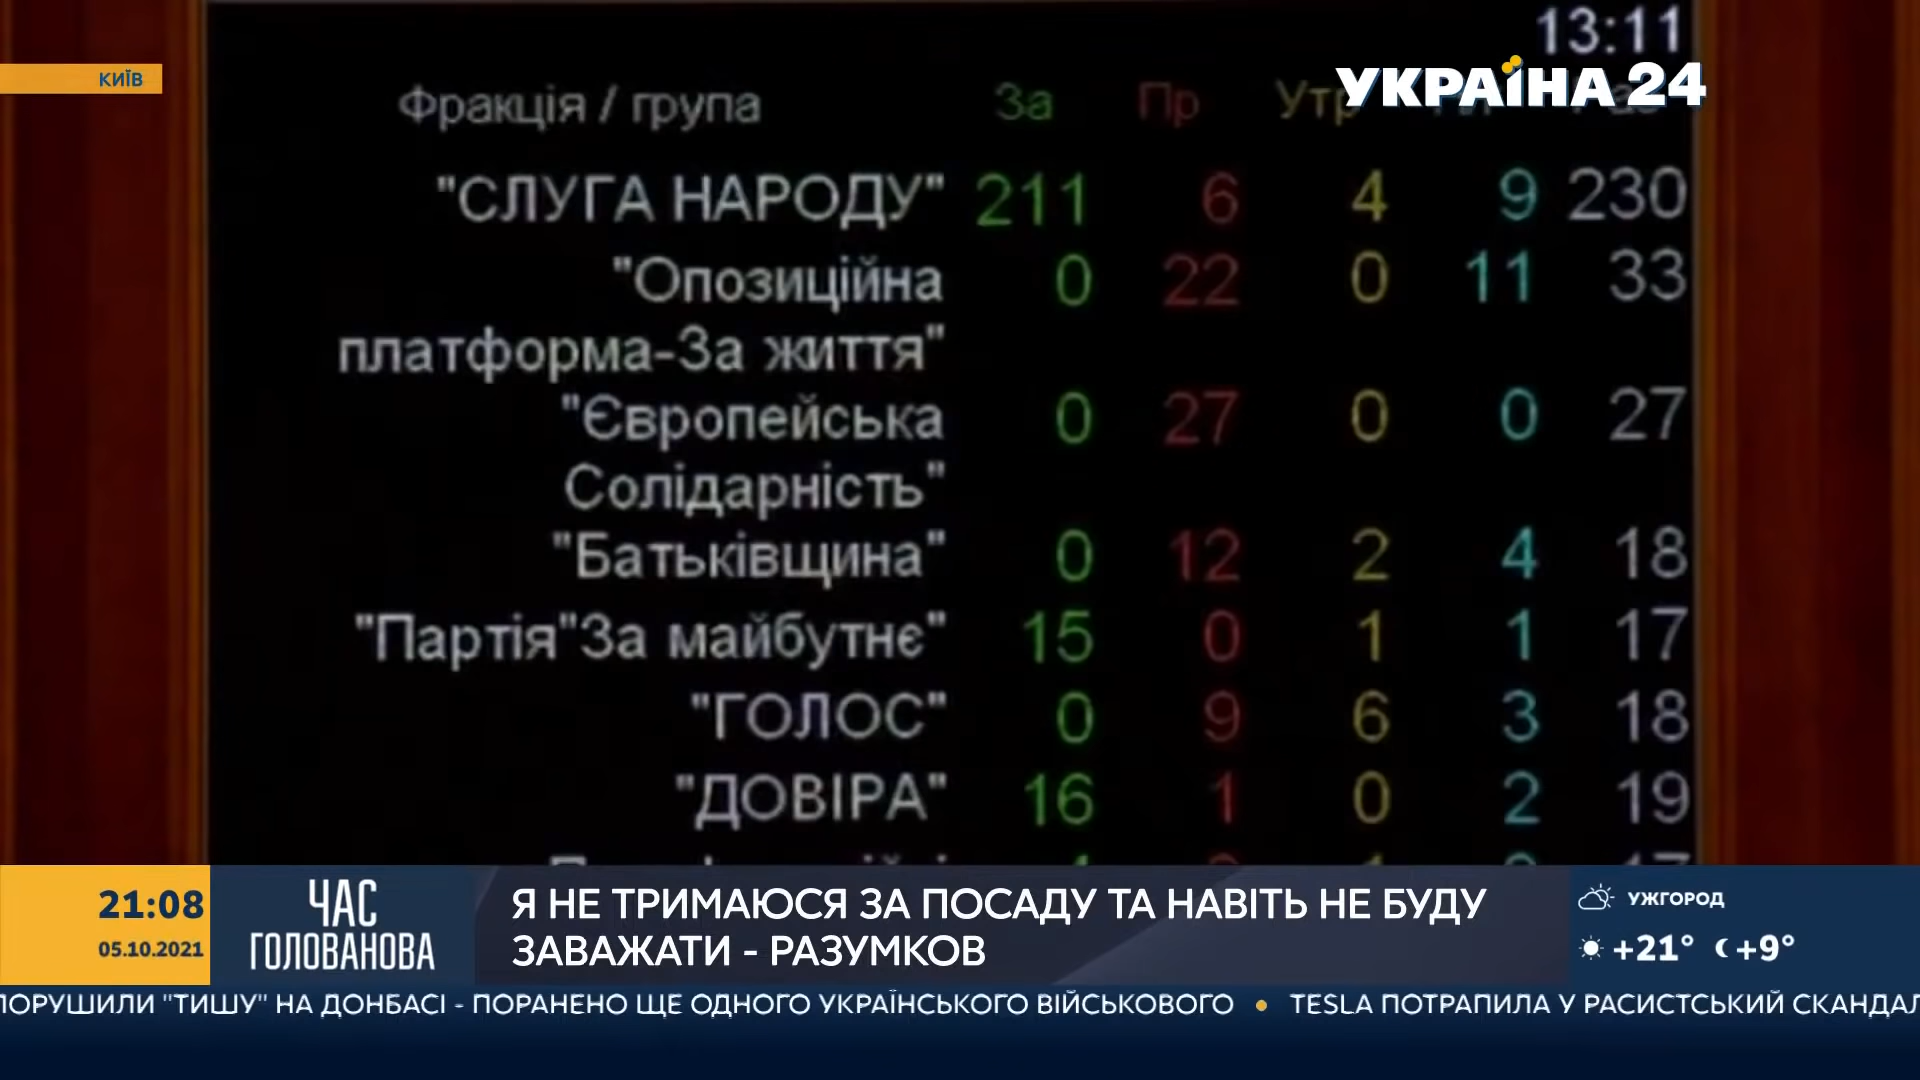 13:11
КИЇВ
УКРАЇНА 24
Фракція / група За Пр Утр
"СЛУГА НАРОДУ" 211 6 4 9 230
"Опозиційна 0 22 0 11 33
платформа-За життя"
"Європейська 0 27 0 0 27
Солідарність"
"Батьківщина" 0 12 2 4 18
"Партія"За майбутнє" 15 0 1 1 17
"ГОЛОС" 0 9 6 3 18
"ДОВІРА" 16 1 0 2 19
21:08
05.10.2021
ЧАС
ГОЛОВАНОВА
Я НЕ ТРИМАЮСЯ ЗА ПОСАДУ ТА НАВІТЬ НЕ БУДУ
ЗАВАЖАТИ - РАЗУМКОВ
УЖГОРОД
+21° +9°
ПОРУШИЛИ "ТИШУ" НА ДОНБАСІ - ПОРАНЕНО ЩЕ ОДНОГО УКРАЇНСЬКОГО ВІЙСЬКОВОГО • TESLA ПОТРАПИЛА У РАСИСТСЬКИЙ СКАНДАЛ